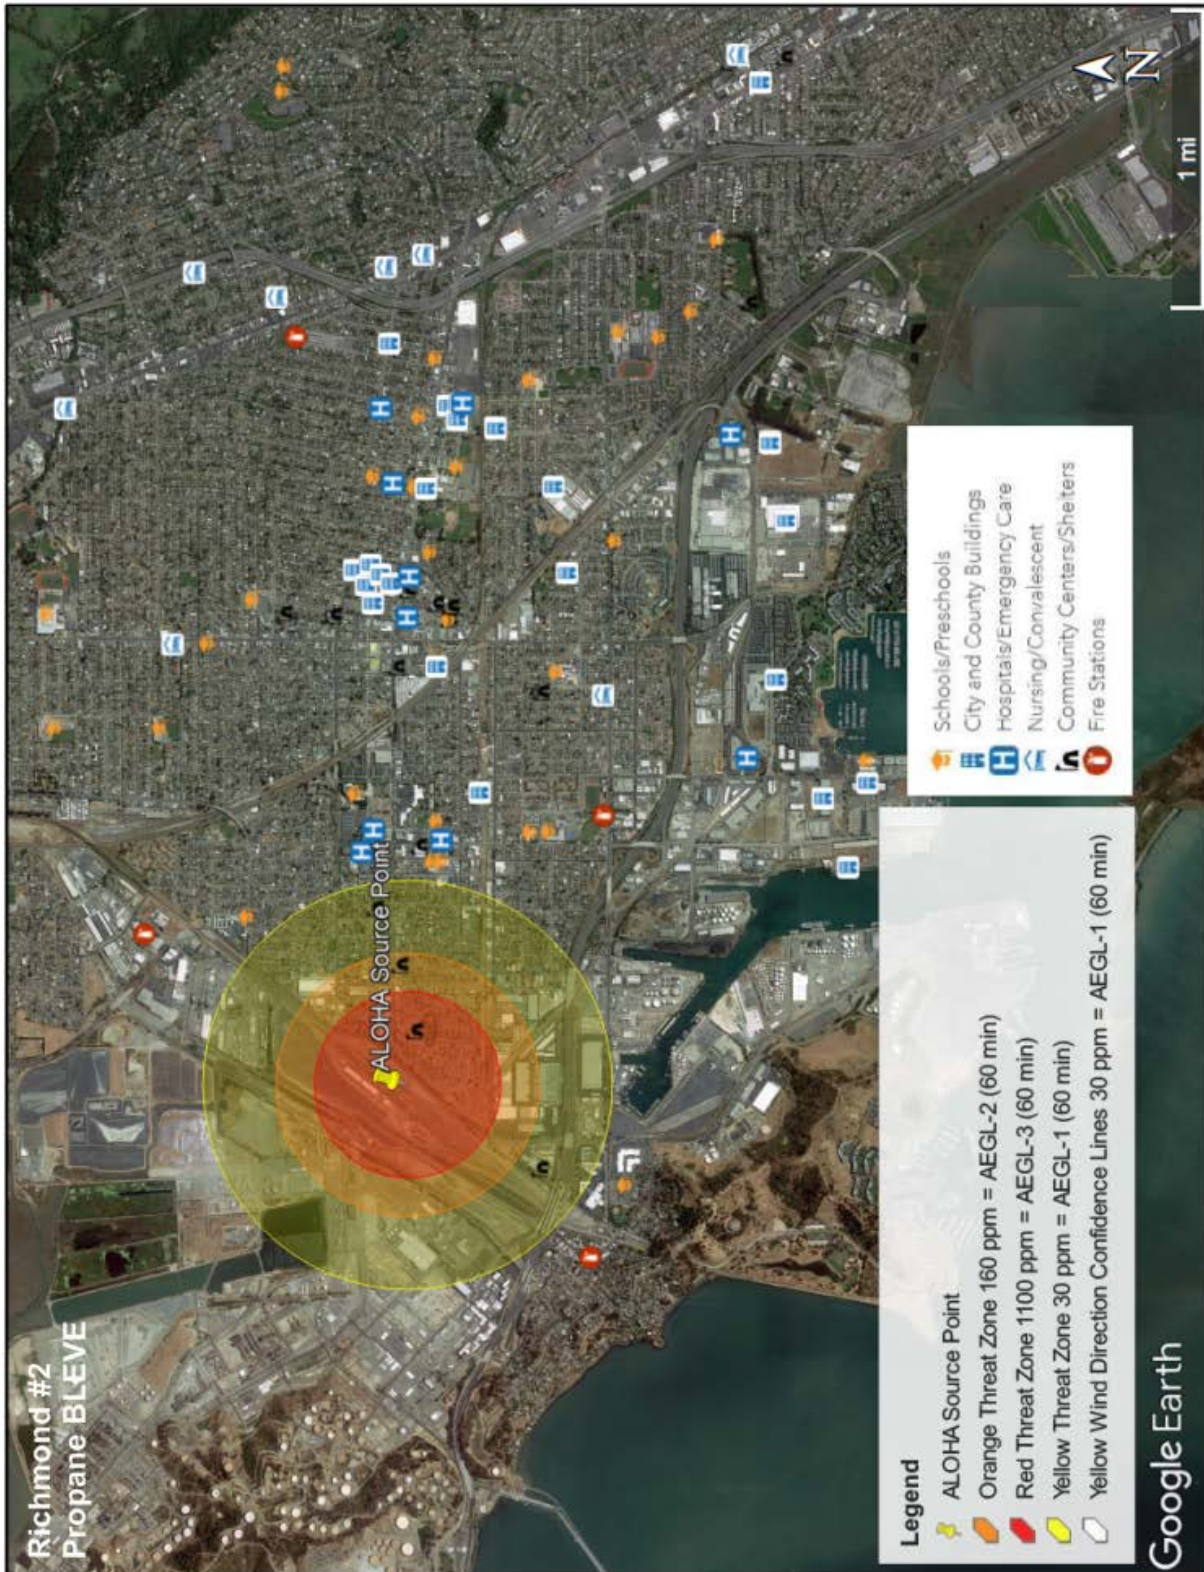 Richmond #2
Propane BLEVE
ALOHA Source Point
N
1 mi
Legend
ALOHA Source Point
Orange Threat Zone 160 ppm = AEGL-2 (60 min)
Red Threat Zone 1100 ppm = AEGL-3 (60 min)
Yellow Threat Zone 30 ppm = AEGL-1 (60 min)
Yellow Wind Direction Confidence Lines 30 ppm = AEGL-1 (60 min)
Schools/Preschools
City and County Buildings
Hospitals/Emergency Care
Nursing/Convalescent
Community Centers/Shelters
Fire Stations
Google Earth